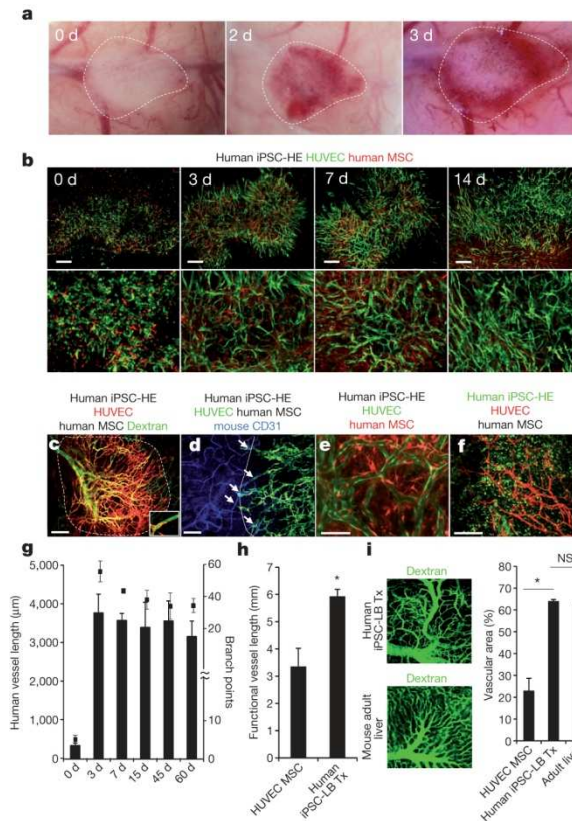 a
0 d
2 d
3 d
b
Human iPSC-HE HUVEC human MSC
0 d
3 d
7 d
14 d
Human iPSC-HE
HUVEC
human MSC Dextran
Human iPSC-HE
HUVEC human MSC
mouse CD31
Human iPSC-HE
HUVEC
human MSC
Human iPSC-HE
HUVEC
human MSC
c
d
e
f
g
Human vessel length (µm)
5,000
4,000
3,000
2,000
1,000
0
60
40
20
10
0
Branch points
0 d
3 d
7 d
15 d
45 d
60 d
h
Functional vessel length (mm)
7
6
5
4
3
2
1
0
*
HUVEC MSC
Human
iPSC-LB Tx
i
Dextran
Human
iPSC-LB Tx
Dextran
Mouse adult
liver
Vascular area (%)
80
70
60
50
40
30
20
10
0
*
NS
HUVEC MSC
Human iPSC-LB Tx
Adult liv